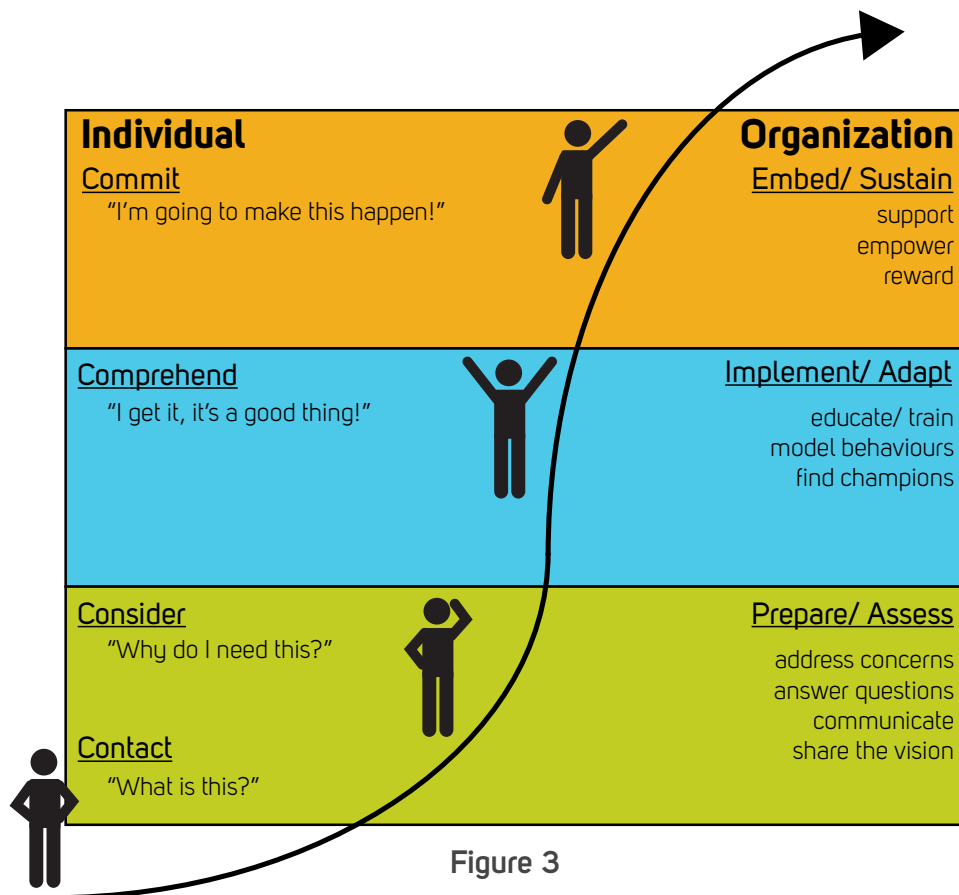 Individual
Commit
“I’m going to make this happen!”
Organization
Embed/ Sustain
support
empower
reward
Comprehend
“I get it, it’s a good thing!”
Implement/ Adapt
educate/ train
model behaviours
find champions
Consider
“Why do I need this?”
Contact
“What is this?”
Prepare/ Assess
address concerns
answer questions
communicate
share the vision
Figure 3